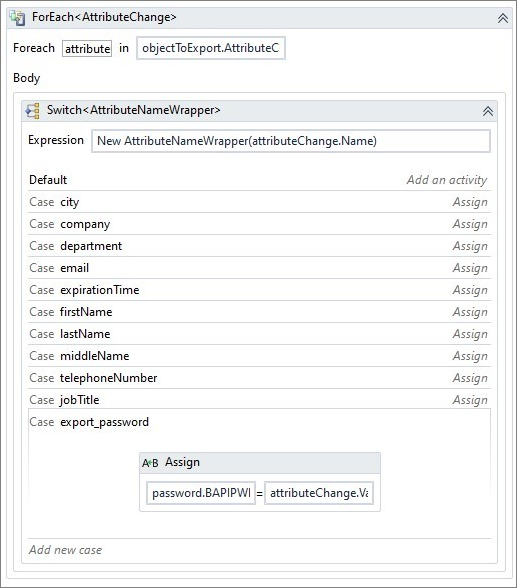 ForEach<AttributeChange>
Foreach attribute in objectToExport.AttributeC
Body
Switch<AttributeNameWrapper>
Expression New AttributeNameWrapper(attributeChange.Name)
Default Add an activity
Case city Assign
Case company Assign
Case department Assign
Case email Assign
Case expirationTime Assign
Case firstName Assign
Case lastName Assign
Case middleName Assign
Case telephoneNumber Assign
Case jobTitle Assign
Case export_password
A*B Assign
password.BAPIPWI = attributeChange.Va
Add new case